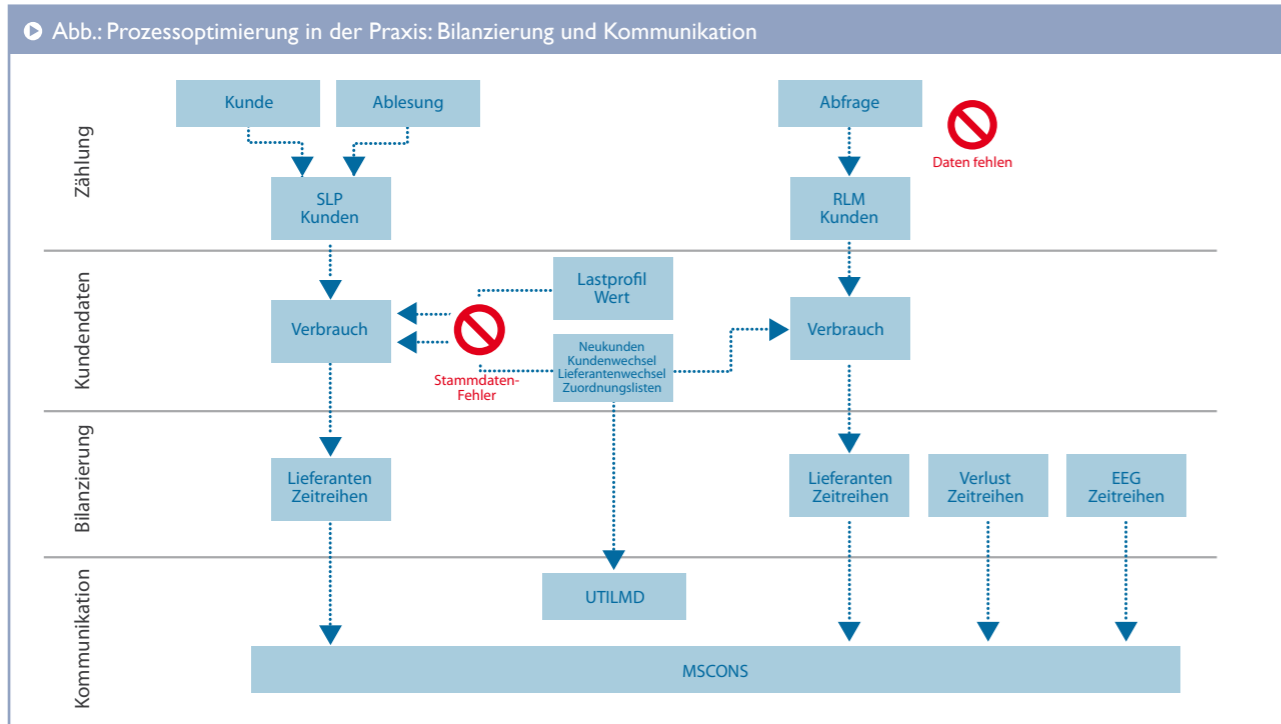 Abb.: Prozessoptimierung in der Praxis: Bilanzierung und Kommunikation
Zählung
Kunde
Ablesung
Abfrage
Daten fehlen
SLP
Kunden
RLM
Kunden
Kundendaten
Lastprofil
Wert
Verbrauch
Verbrauch
Neukunden
Kundenwechsel
Lieferantenwechsel
Zuordnungslisten
Stammdaten-
Fehler
Bilanzierung
Lieferanten
Zeitreihen
Lieferanten
Zeitreihen
Verlust
Zeitreihen
EEG
Zeitreihen
Kommunikation
UTILMD
MSCONS